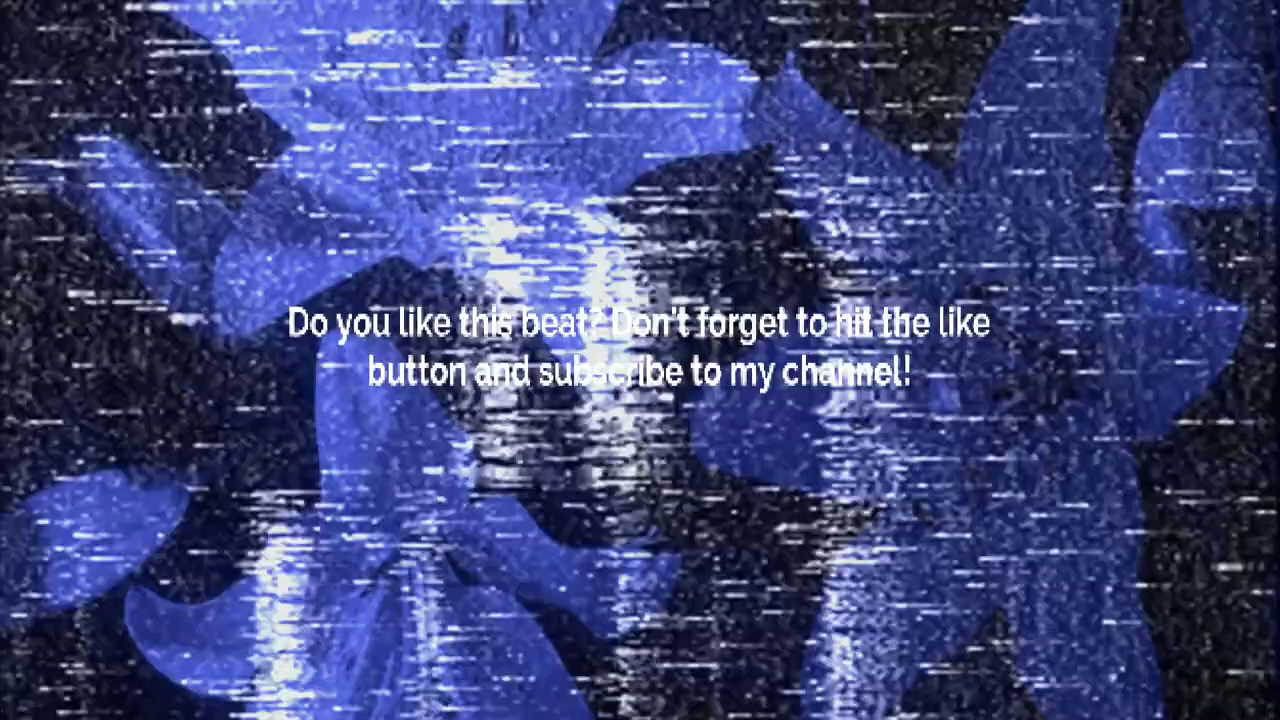 Do you like this beat? Don't forget to hit the like
button and subscribe to my channel!